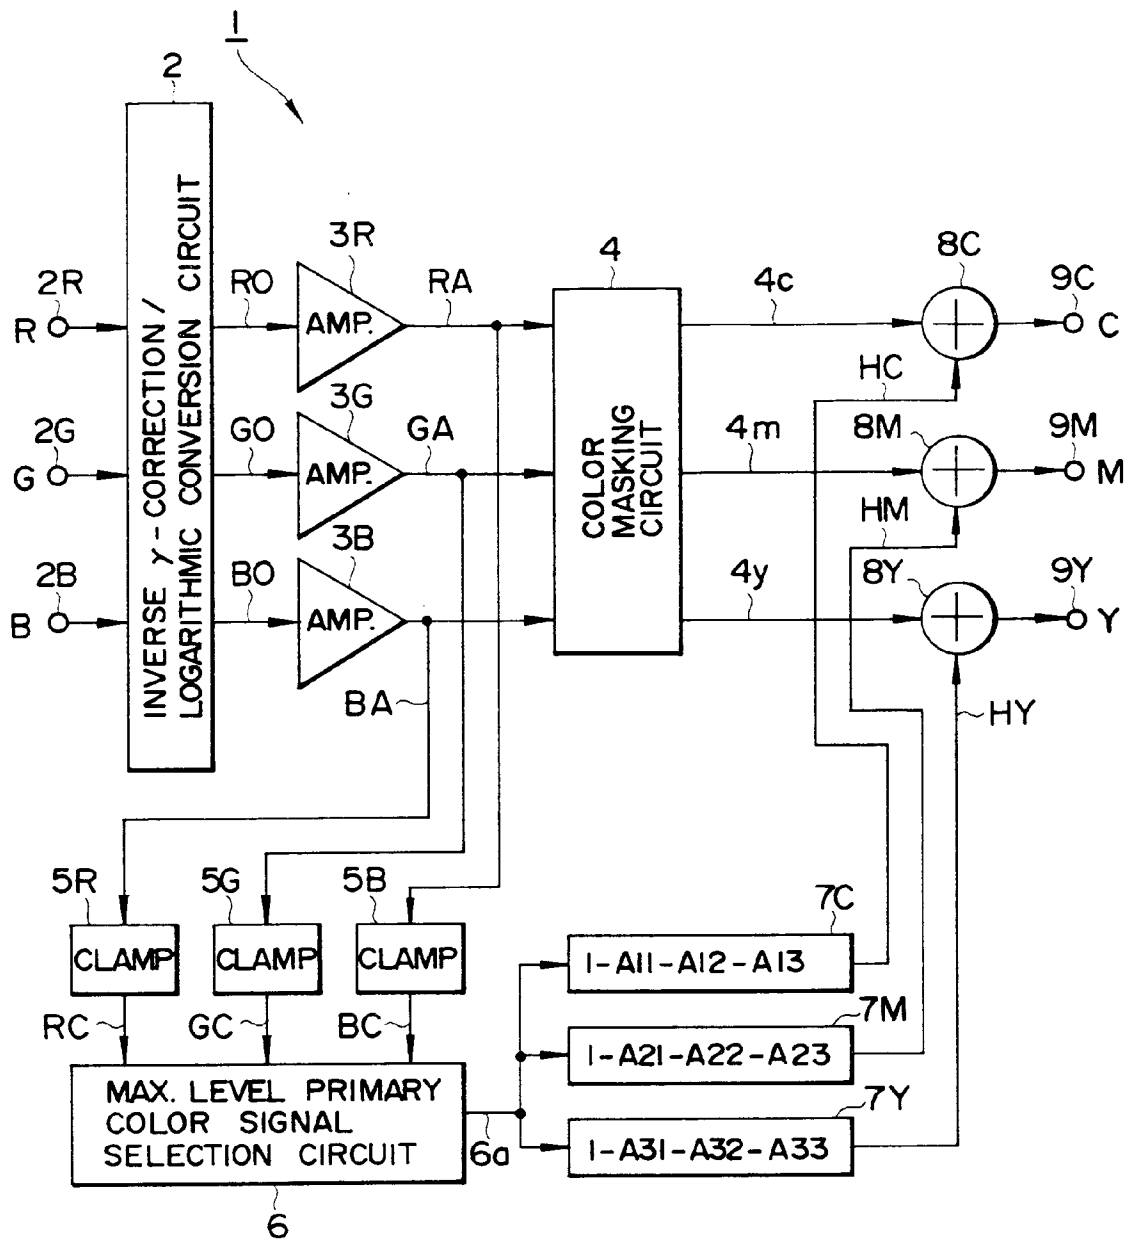 1
2
INVERSE γ-CORRECTION/
LOGARITHMIC CONVERSION CIRCUIT
2R
R
RO
3R
AMP.
RA
4
4c
8C
9C
C
HC
2G
G
GO
3G
AMP.
GA
COLOR
MASKING
CIRCUIT
4m
8M
9M
M
HM
2B
B
BO
3B
AMP.
BA
4y
8Y
9Y
Y
HY
5R
CLAMP
5G
CLAMP
5B
CLAMP
RC
GC
BC
7C
1-A11-A12-A13
7M
1-A21-A22-A23
7Y
1-A31-A32-A33
MAX. LEVEL PRIMARY
COLOR SIGNAL
SELECTION CIRCUIT
6a
6